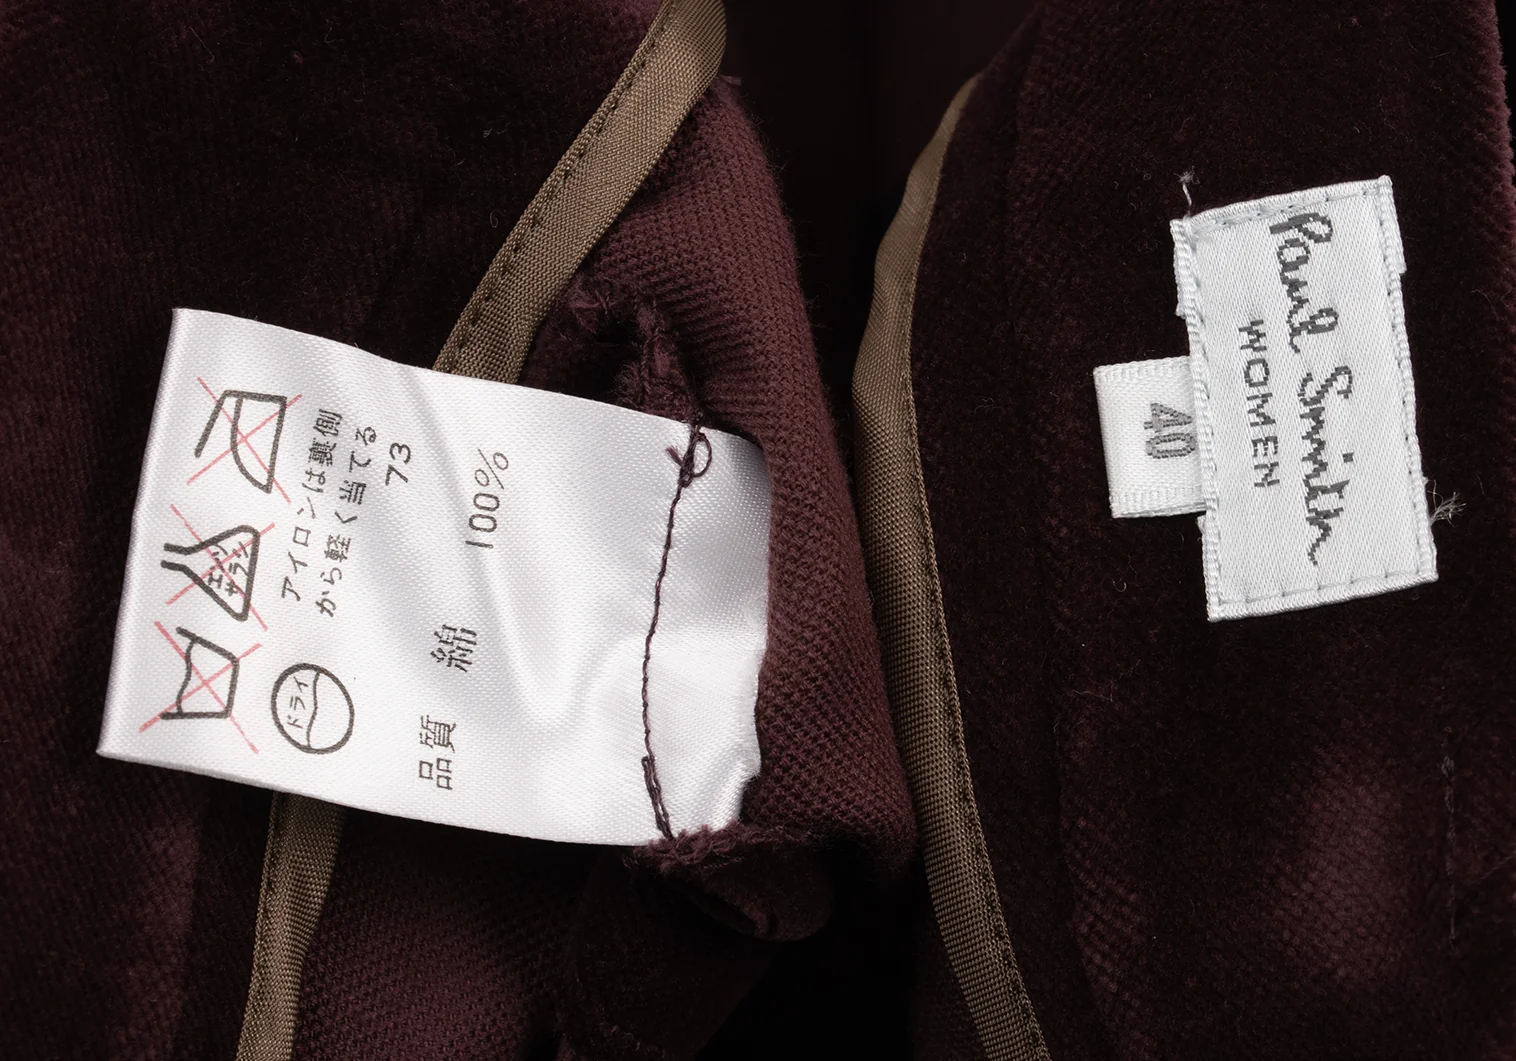 アイロンは裏側
から軽く当てる
73
エンソ
サラシ
ドライ
品質 綿 100%
Paul Smith
WOMEN
40